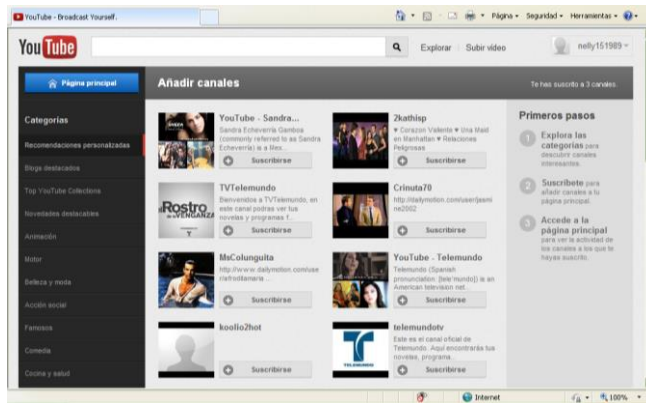 YouTube - Broadcast Yourself.
Página
Seguridad
Herramientas
YouTube
Explorar
Subir vídeo
nelly151989
Página principal
Añadir canales
Te has suscrito a 3 canales.
Categorías
Recomendaciones personalizadas
Blogs destacados
Top YouTube Collections
Novedades destacables
Animación
Motor
Belleza y moda
Acción social
Famosos
Comedia
Cocina y salud
YouTube - Sandra...
Sandra Echeverría Gamboa
(commonly referred to as Sandra
Echeverría) is a Mex...
Suscribirse
2kathisp
♥ Corazon Valiente ♥ Una Maid
en Manhattan ♥ Relaciones
Peligrosas
Suscribirse
TVTelemundo
Bienvenidos a TVTelemundo, en
este canal podras ver tus
novelas y programas f...
Suscribirse
Rostro
VENGANZA
Crinuta70
http://dailymotion.com/user/jasmi
ne2002
Suscribirse
MsColunguita
http://www.dailymotion.com/use
Suscribirse
YouTube - Telemundo
Telemundo (Spanish
pronunciation: [tele'mundo]) is an
American television net...
Suscribirse
koolio2hot
Suscribirse
TELEMUNDO
telemundotv
Este es el canal oficial de
Telemundo. Aquí encontrarás tus
novelas, programa...
Suscribirse
Primeros pasos
1 Explora las
categorías para
descubrir canales
interesantes.
2 Suscríbete para
añadir canales a tu
página principal.
3 Accede a la
página principal
para ver la actividad de
los canales a los que te
hayas suscrito.
Internet
100%